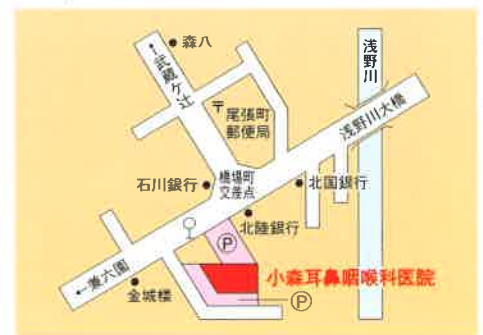 森八
←武蔵ケ辻
浅野川
〒
尾張町
郵便局
浅野川大橋
石川銀行
橋場町
交差点
北国銀行
北陸銀行
P
←兼六園
金城楼
小森耳鼻咽喉科医院
P